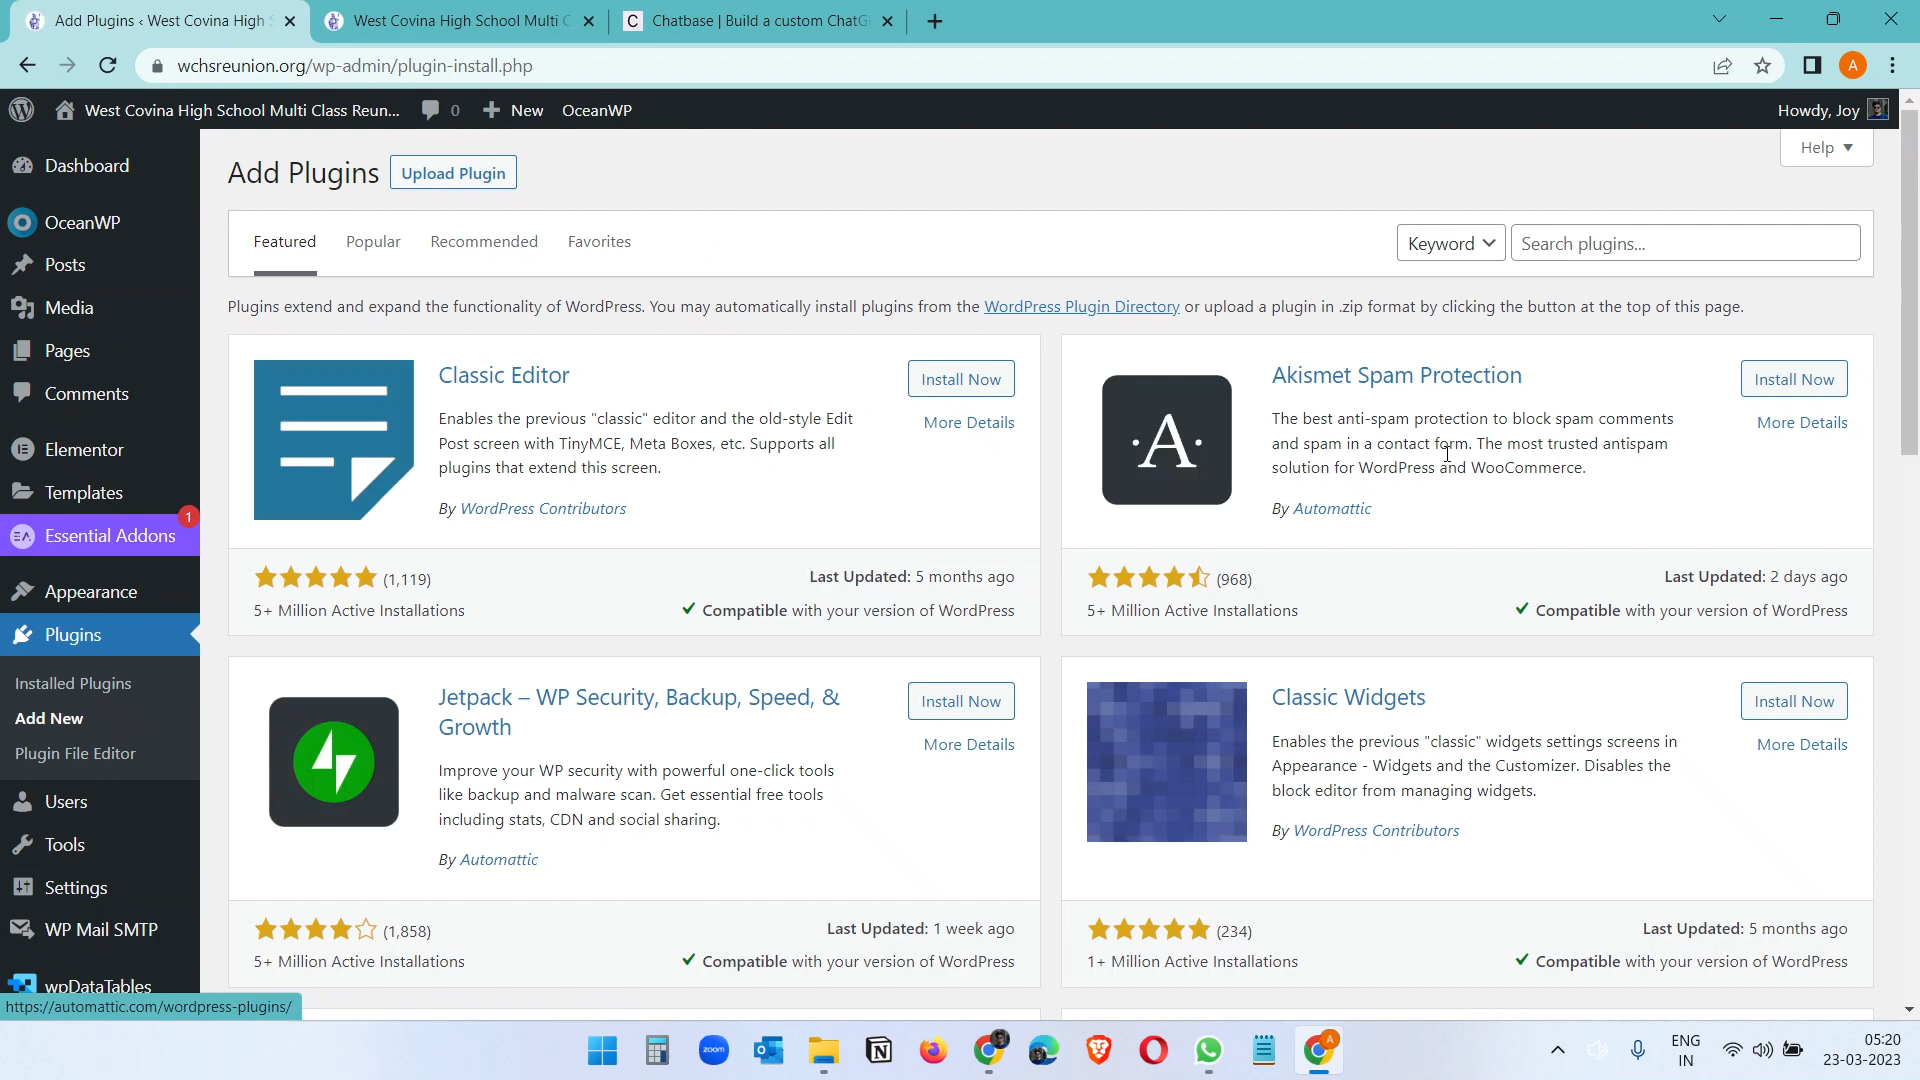 Add Plugins ‹ West Covina High S
West Covina High School Multi C
C Chatbase | Build a custom ChatG
wchsreunion.org/wp-admin/plugin-install.php
A
West Covina High School Multi Class Reun...
0
New
OceanWP
Howdy, Joy
Dashboard
OceanWP
Posts
Media
Pages
Comments
Elementor
Templates
1
Essential Addons
Appearance
Plugins
Installed Plugins
Add New
Plugin File Editor
Users
Tools
Settings
WP Mail SMTP
wpDataTables
https://automattic.com/wordpress-plugins/
Help
Add Plugins
Upload Plugin
Featured
Popular
Recommended
Favorites
Keyword
Search plugins...
Plugins extend and expand the functionality of WordPress. You may automatically install plugins from the WordPress Plugin Directory or upload a plugin in .zip format by clicking the button at the top of this page.
Classic Editor
Install Now
More Details
Enables the previous "classic" editor and the old-style Edit
Post screen with TinyMCE, Meta Boxes, etc. Supports all
plugins that extend this screen.
By WordPress Contributors
(1,119)
5+ Million Active Installations
Last Updated: 5 months ago
Compatible with your version of WordPress
·A·
Akismet Spam Protection
Install Now
More Details
The best anti-spam protection to block spam comments
and spam in a contact form. The most trusted antispam
solution for WordPress and WooCommerce.
By Automattic
(968)
5+ Million Active Installations
Last Updated: 2 days ago
Compatible with your version of WordPress
Jetpack – WP Security, Backup, Speed, &
Growth
Install Now
More Details
Improve your WP security with powerful one-click tools
like backup and malware scan. Get essential free tools
including stats, CDN and social sharing.
By Automattic
(1,858)
5+ Million Active Installations
Last Updated: 1 week ago
Compatible with your version of WordPress
Classic Widgets
Install Now
More Details
Enables the previous "classic" widgets settings screens in
Appearance - Widgets and the Customizer. Disables the
block editor from managing widgets.
By WordPress Contributors
(234)
1+ Million Active Installations
Last Updated: 5 months ago
Compatible with your version of WordPress
zoom
A
ENG
IN
05:20
23-03-2023